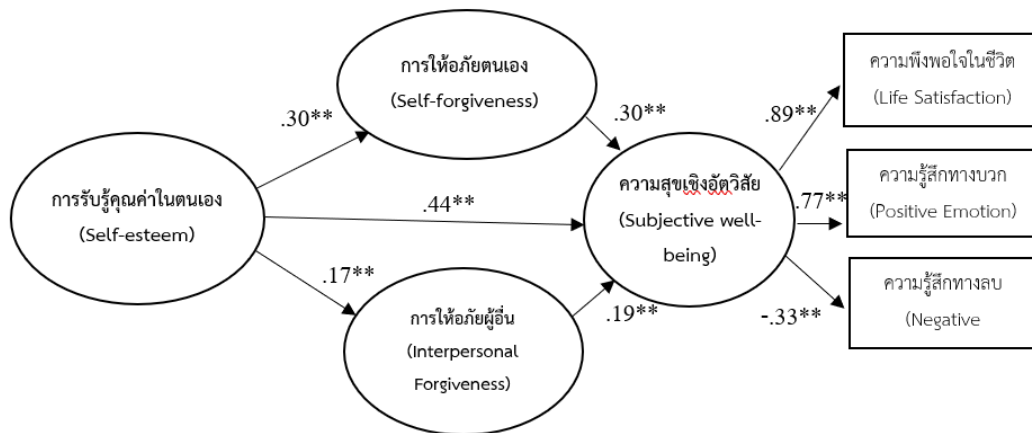 การให้อภัยตนเอง
(Self-forgiveness)
ความพึงพอใจในชีวิต
(Life Satisfaction)
.30**
.30**
.89**
การรับรู้คุณค่าในตนเอง
(Self-esteem)
.44**
ความสุขเชิงอัตวิสัย
(Subjective well-
being)
.77**
ความรู้สึกทางบวก
(Positive Emotion)
.17**
การให้อภัยผู้อื่น
(Interpersonal
Forgiveness)
.19**
-.33**
ความรู้สึกทางลบ
(Negative